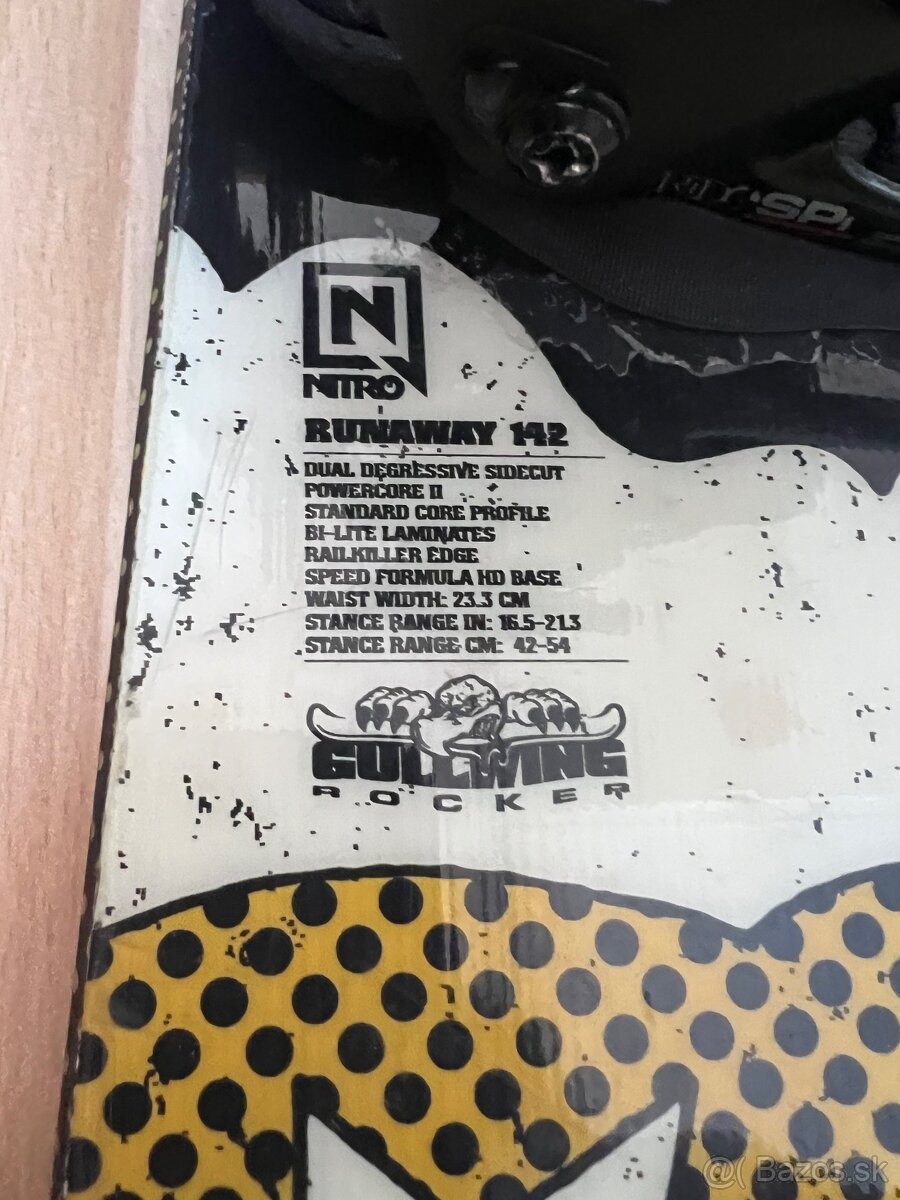 SP
N
NITRO
RUNAWAY 142
DUAL DEGRESSIVE SIDECUT
POWERCORE II
STANDARD CORE PROFILE
BI-LITE LAMINATES
RAILKILLER EDGE
SPEED FORMULA HD BASE
WAIST WIDTH: 23.3 CM
STANCE RANGE IN: 16.5-21.3
STANCE RANGE CM: 42-54
GULLWING
ROCKER
@( Bazos.sk